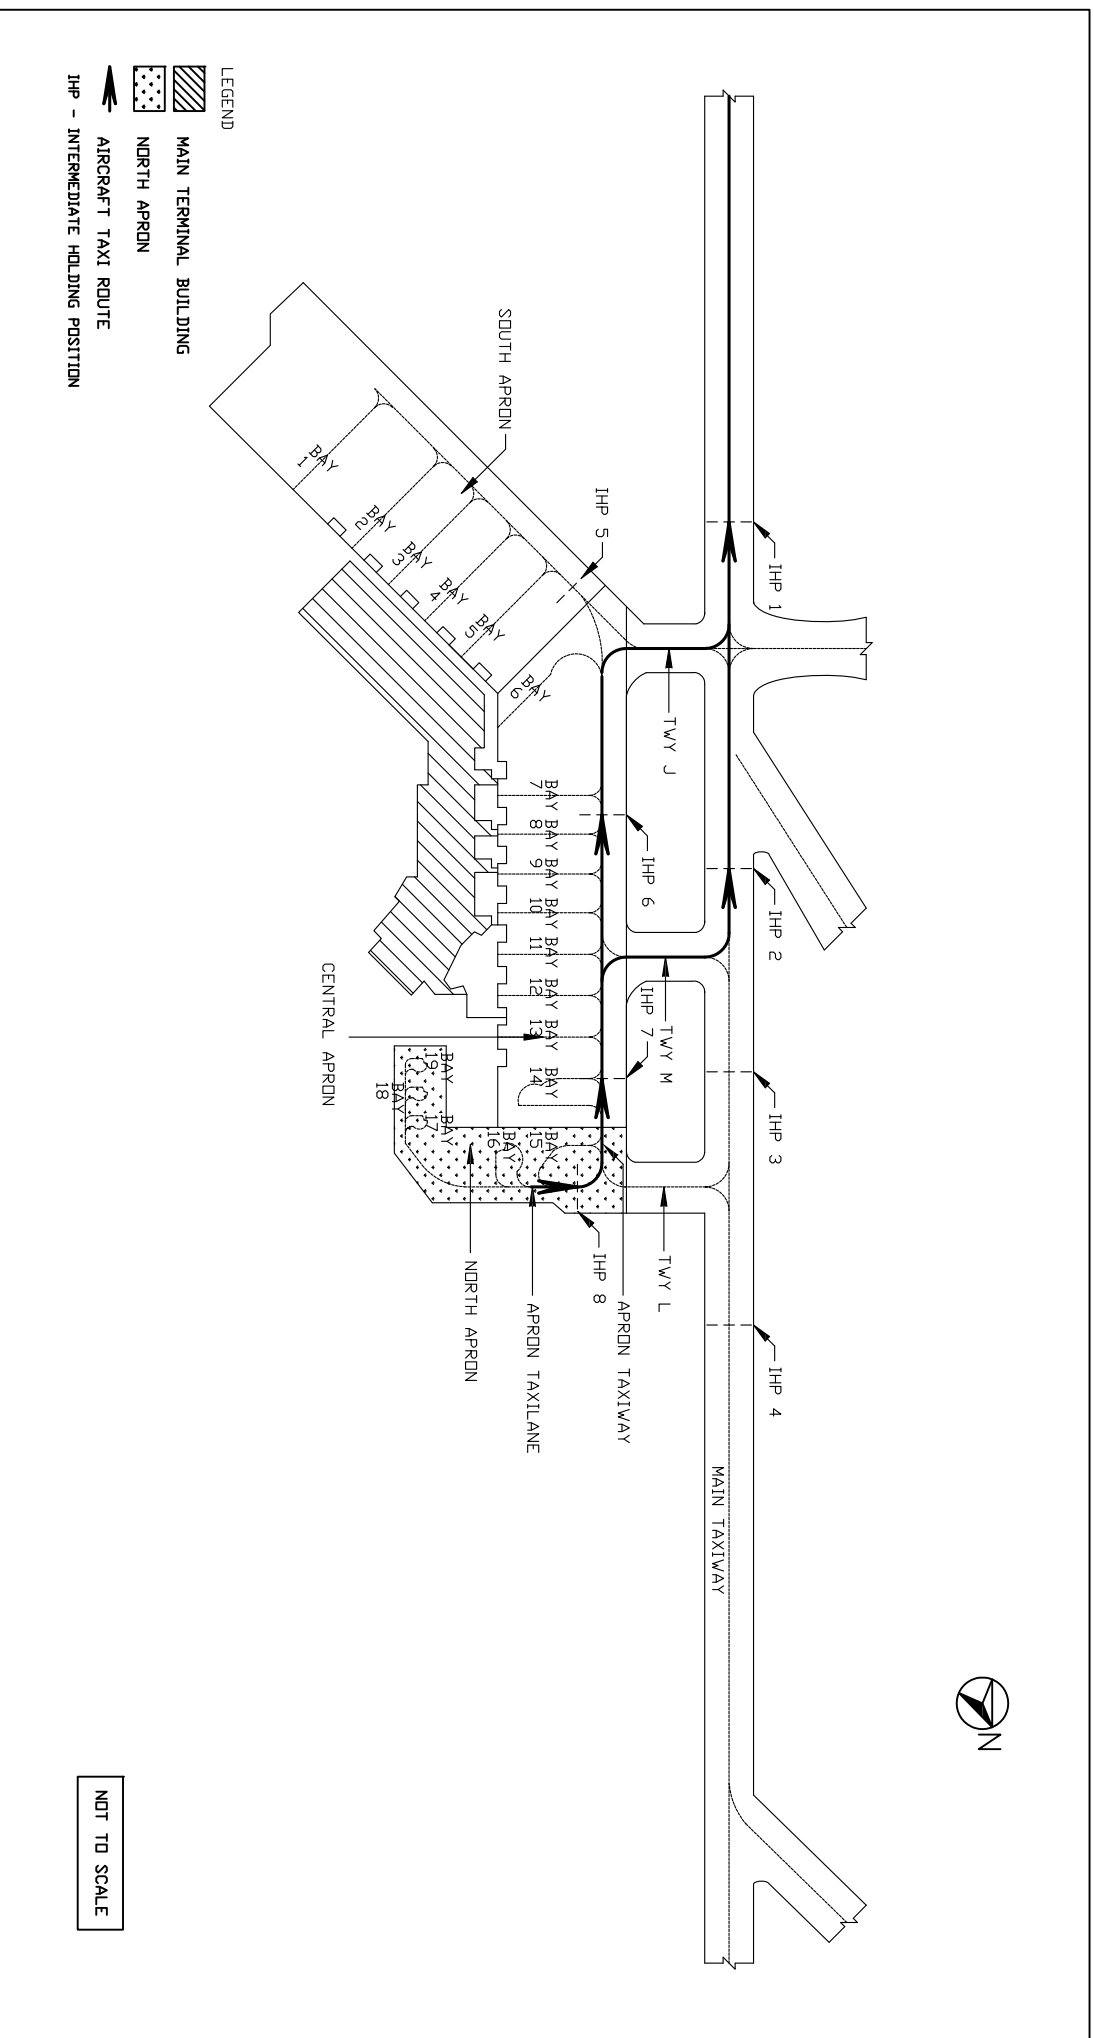 LEGEND
MAIN TERMINAL BUILDING
NORTH APRON
AIRCRAFT TAXI ROUTE
IHP - INTERMEDIATE HOLDING POSITION
SOUTH APRON
BAY
1
BAY
2
BAY
3
BAY
4
BAY
5
BAY
6
BAY
7
BAY
8
BAY
9
BAY
10
BAY
11
BAY
12
BAY
13
BAY
14
BAY
15
BAY
16
BAY
17
BAY
18
BAY
19
IHP 1
IHP 2
IHP 3
IHP 4
IHP 5
IHP 6
IHP 7
IHP 8
TWY J
TWY M
TWY L
CENTRAL APRON
NORTH APRON
APRON TAXILANE
APRON TAXIWAY
MAIN TAXIWAY
N
NOT TO SCALE